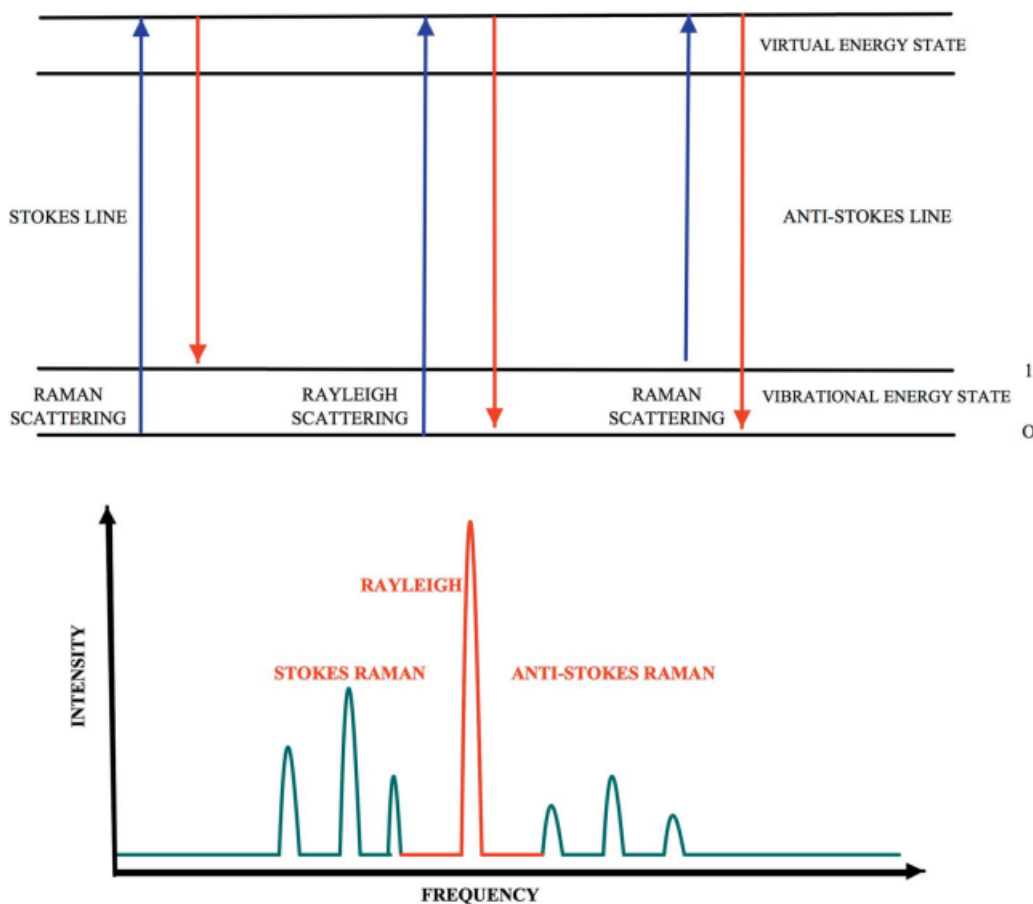 VIRTUAL ENERGY STATE
STOKES LINE
ANTI-STOKES LINE
1
RAMAN
SCATTERING
RAYLEIGH
SCATTERING
RAMAN
SCATTERING
VIBRATIONAL ENERGY STATE
O
RAYLEIGH
STOKES RAMAN
ANTI-STOKES RAMAN
INTENSITY
FREQUENCY